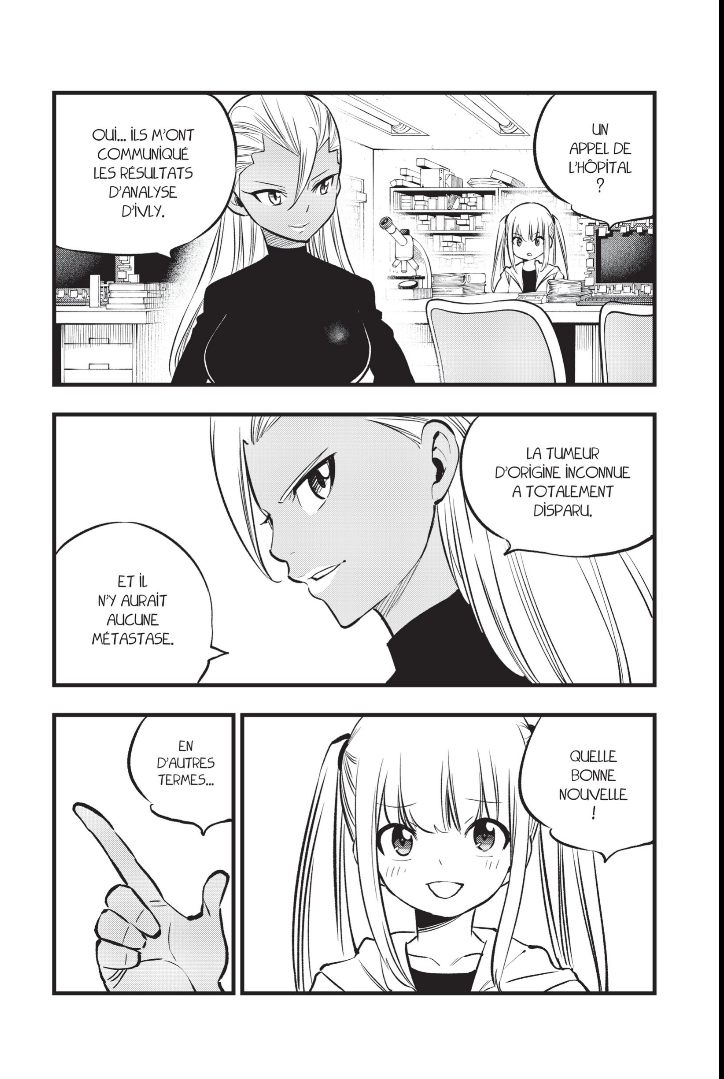 UN
APPEL DE
L'HÔPITAL
?
OUI... ILS M'ONT
COMMUNIQUÉ
LES RÉSULTATS
D'ANALYSE
D'IVLY.
LA TUMEUR
D'ORIGINE INCONNUE
A TOTALEMENT
DISPARU.
ET IL
N'Y AURAIT
AUCUNE
MÉTASTASE.
QUELLE
BONNE
NOUVELLE
!
EN
D'AUTRES
TERMES...